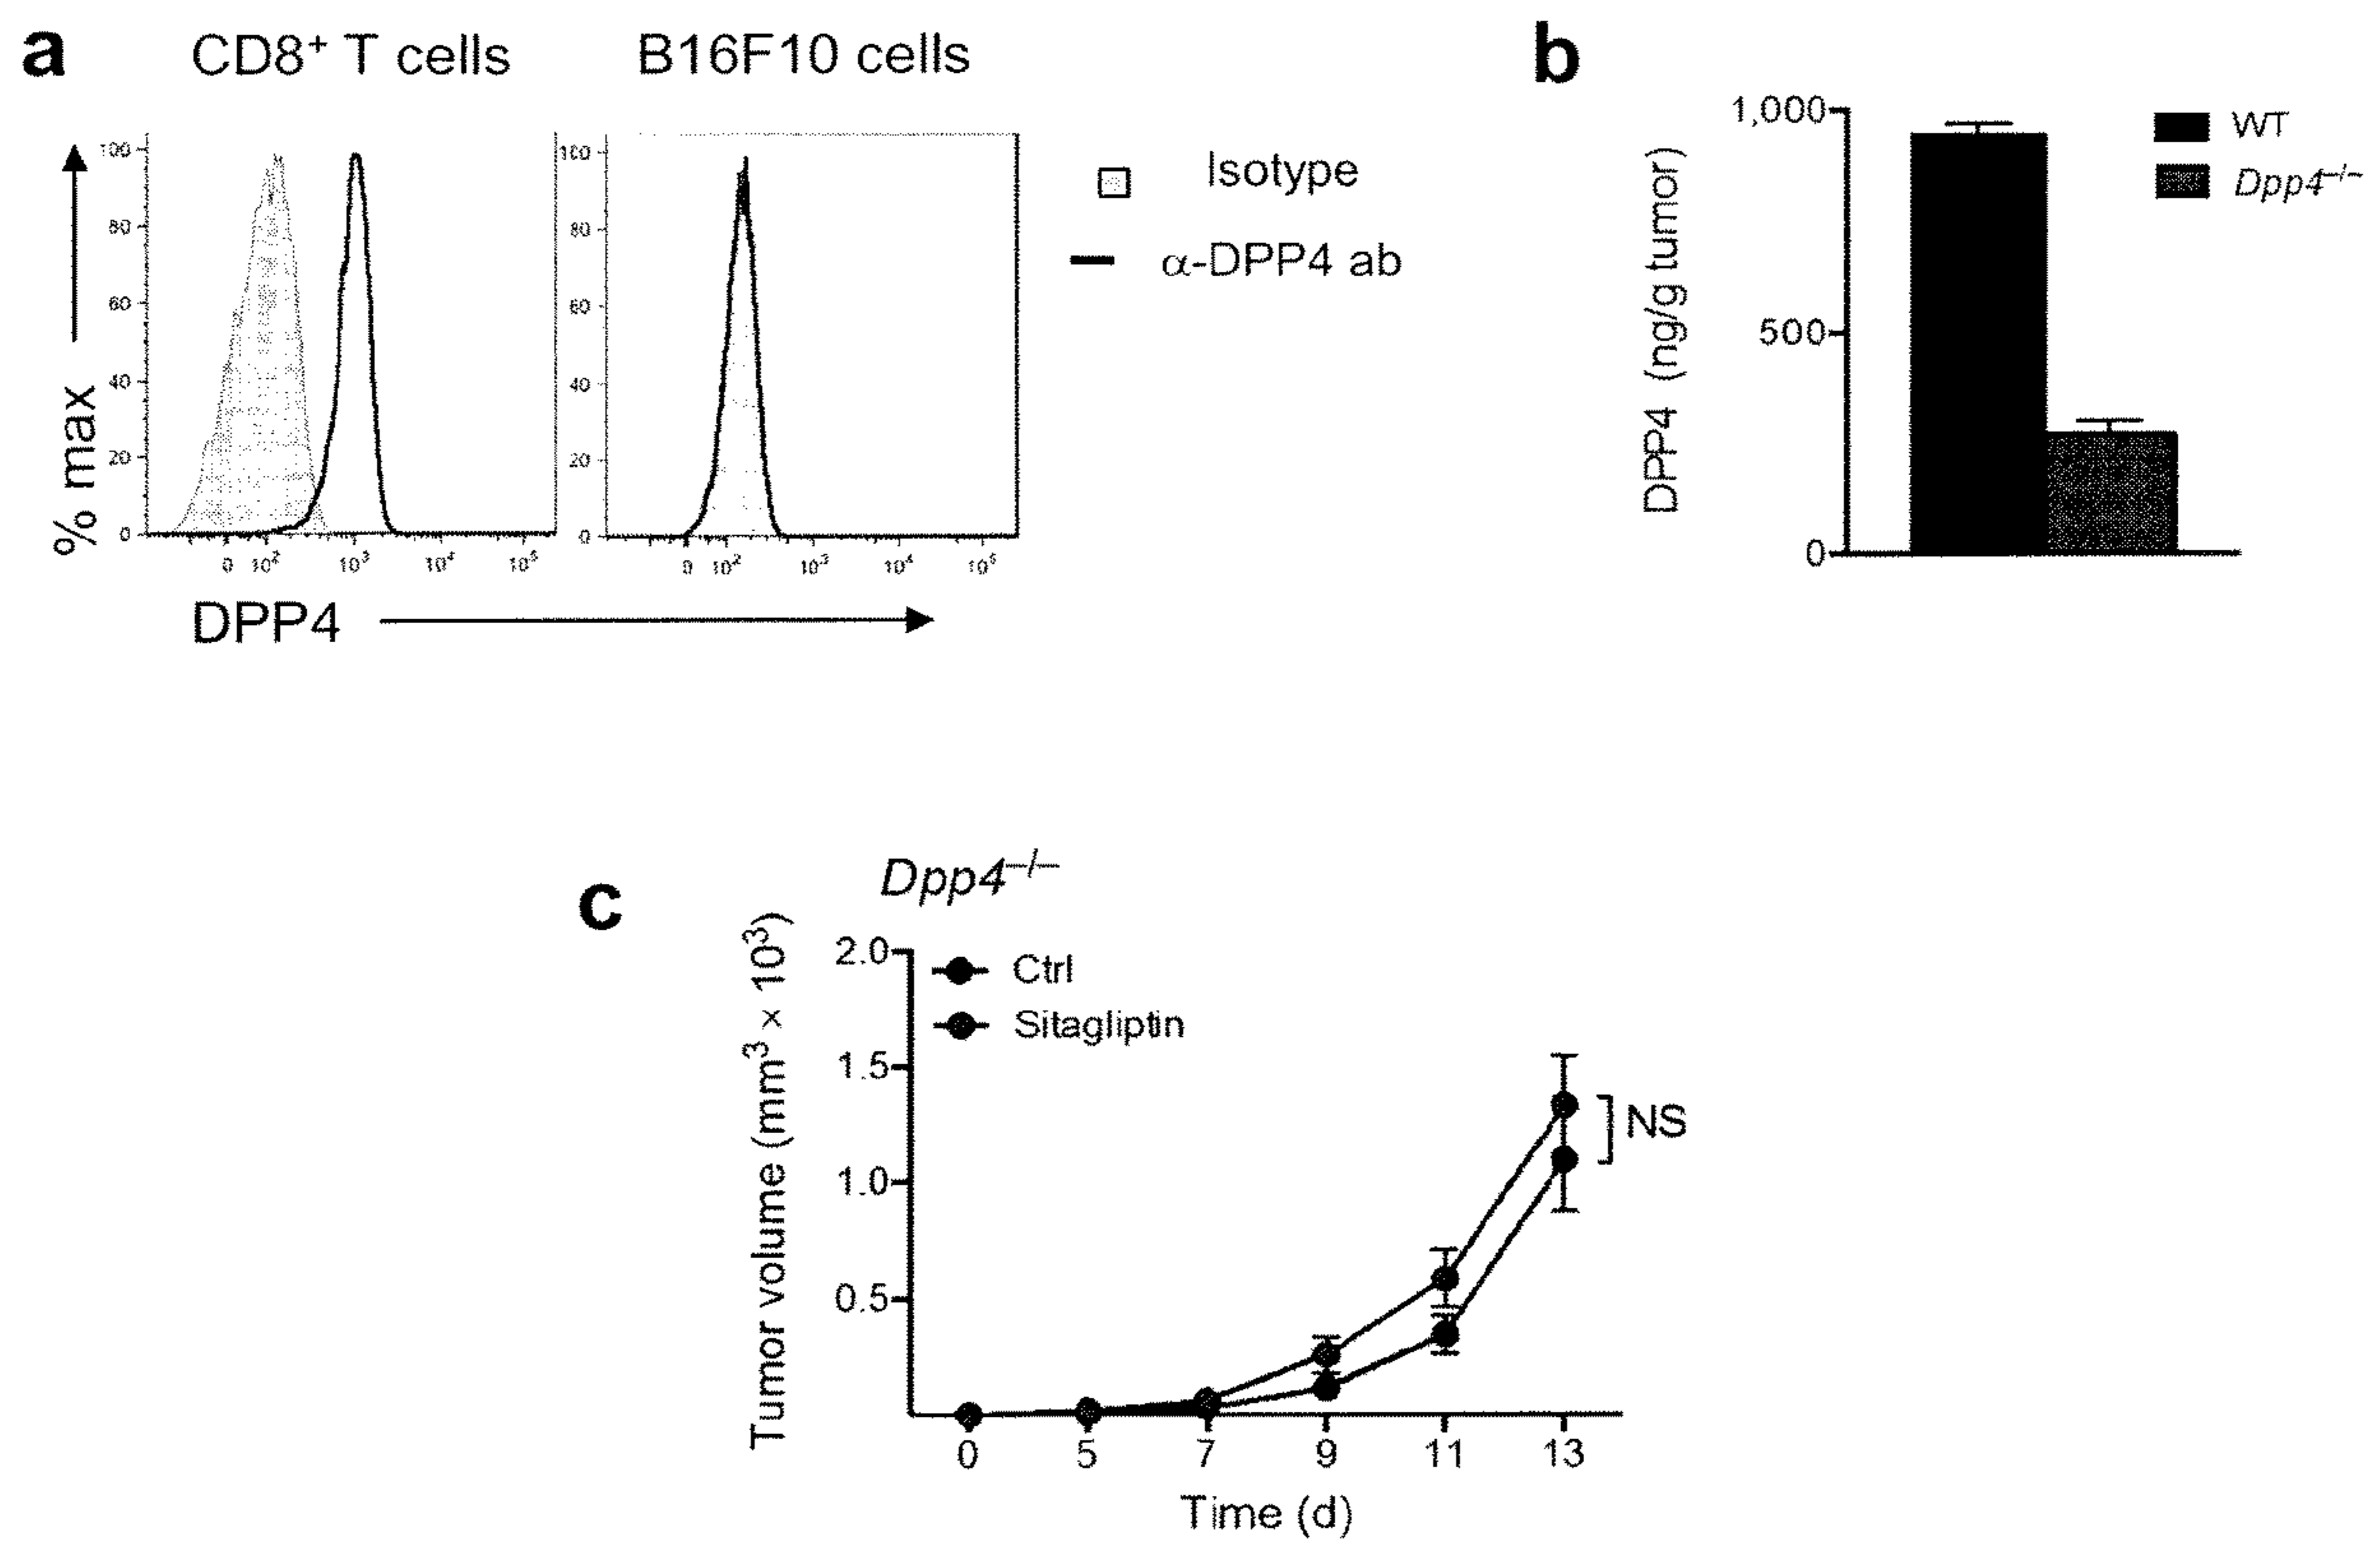 a
CD8⁺ T cells
B16F10 cells
% max
100
80
60
40
20
0
0 10² 10³ 10⁴ 10⁵
100
80
60
40
20
0
0 10² 10³ 10⁴ 10⁵
DPP4
Isotype
α-DPP4 ab
b
DPP4 (ng/g tumor)
1,000
500
0
WT
Dpp4⁻/⁻
c
Dpp4⁻/⁻
Tumor volume (mm³ × 10³)
2.0
1.5
1.0
0.5
Ctrl
Sitagliptin
NS
0 5 7 9 11 13
Time (d)